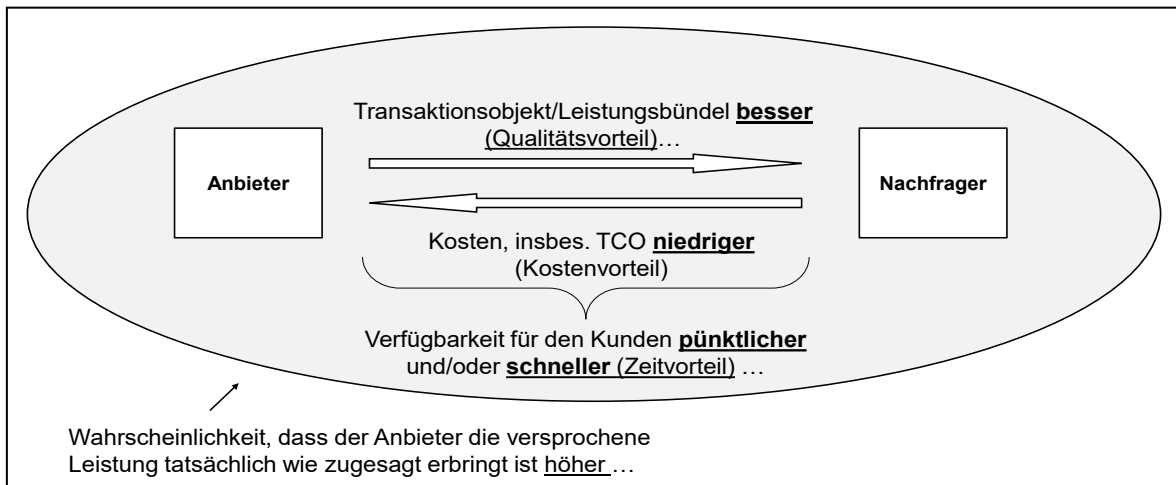 Transaktionsobjekt/Leistungsbündel besser
(Qualitätsvorteil)…
Anbieter
Nachfrager
Kosten, insbes. TCO niedriger
(Kostenvorteil)
Verfügbarkeit für den Kunden pünktlicher
und/oder schneller (Zeitvorteil) …
Wahrscheinlichkeit, dass der Anbieter die versprochene
Leistung tatsächlich wie zugesagt erbringt ist höher …